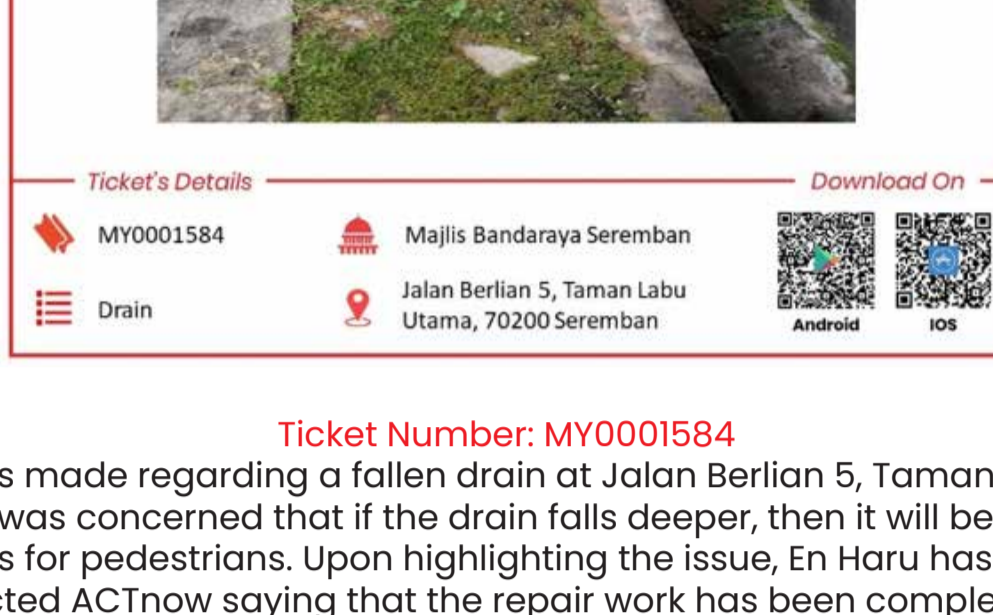 Ticket's Details
Download On
MY0001584
Majlis Bandaraya Seremban
Drain
Jalan Berlian 5, Taman Labu
Utama, 70200 Seremban
Android
IOS
Ticket Number: MY0001584
s made regarding a fallen drain at Jalan Berlian 5, Taman
was concerned that if the drain falls deeper, then it will be
s for pedestrians. Upon highlighting the issue, En Haru has
cted ACTnow saying that the repair work has been comple